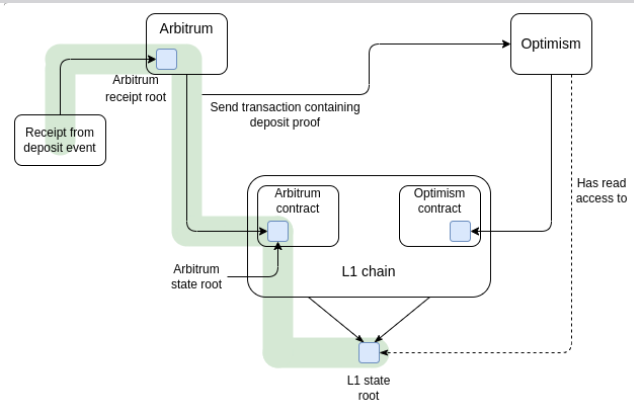 Arbitrum
Optimism
Arbitrum
receipt root
Send transaction containing
deposit proof
Receipt from
deposit event
Has read
access to
Arbitrum
contract
Optimism
contract
Arbitrum
state root
L1 chain
L1 state
root